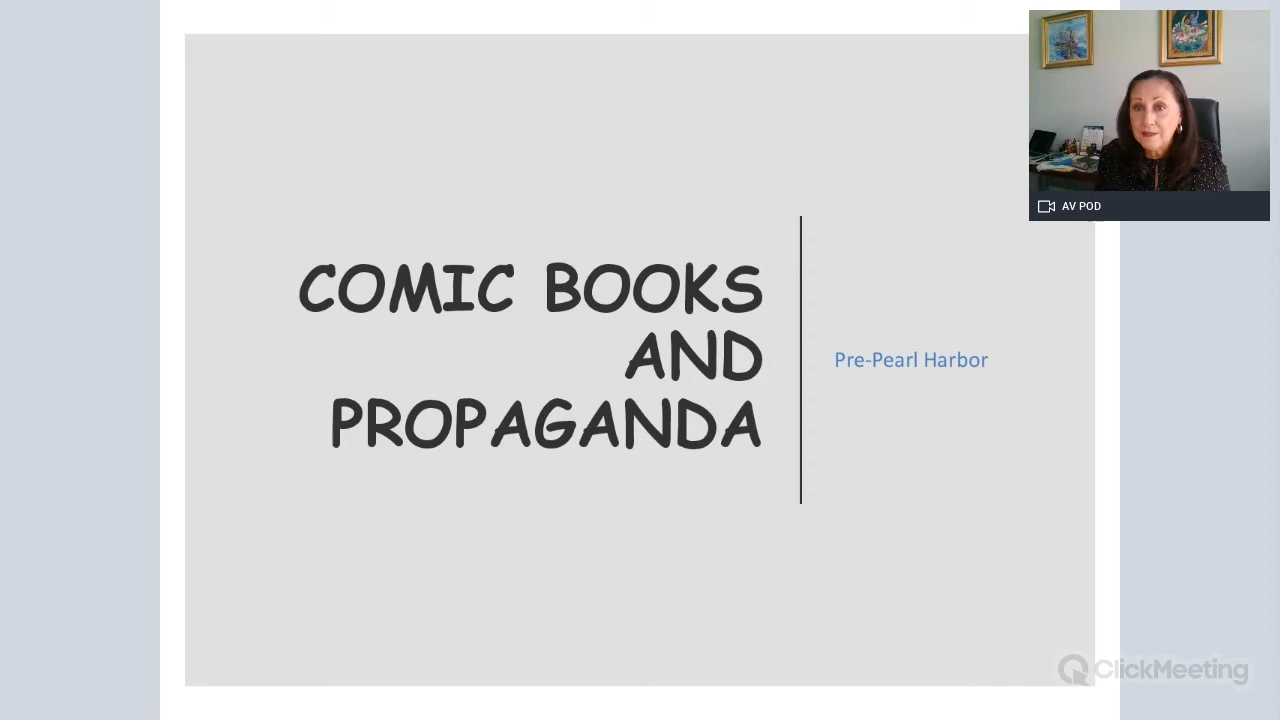 COMIC BOOKS
AND
PROPAGANDA
Pre-Pearl Harbor
AV POD
ClickMeeting